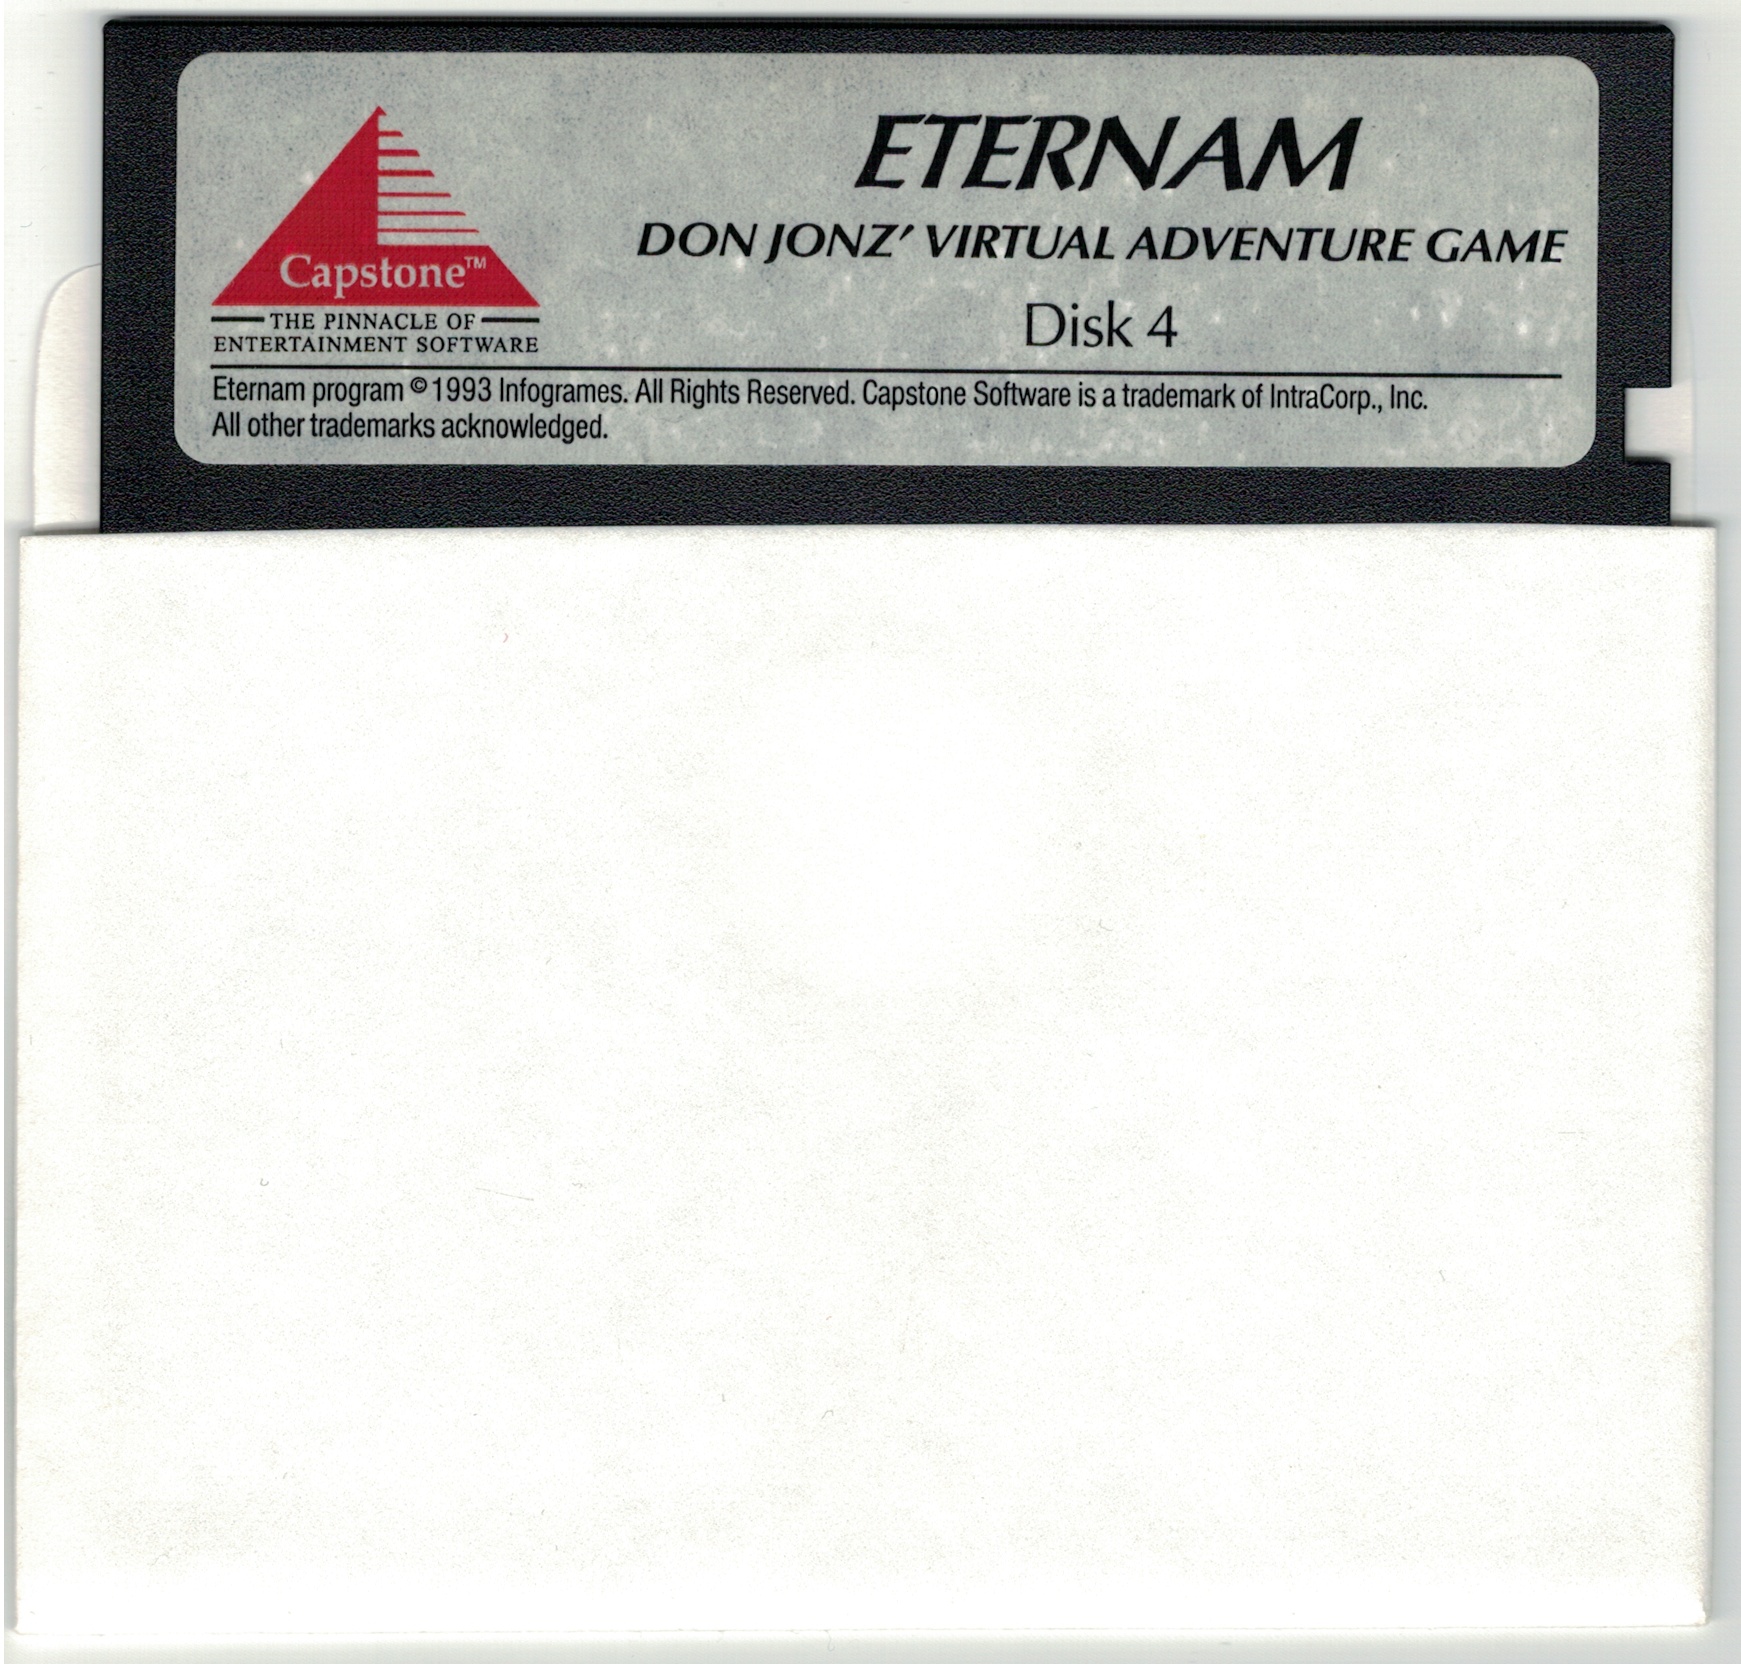 ETERNAM
DON JONZ' VIRTUAL ADVENTURE GAME
Disk 4
Capstone™
THE PINNACLE OF
ENTERTAINMENT SOFTWARE
Eternam program © 1993 Infogrames. All Rights Reserved. Capstone Software is a trademark of IntraCorp., Inc.
All other trademarks acknowledged.